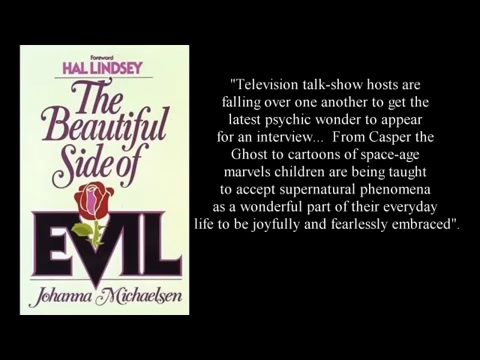 Foreword
HAL LINDSEY
The
Beautiful
Side of
EVIL
Johanna Michaelsen
"Television talk-show hosts are
falling over one another to get the
latest psychic wonder to appear
for an interview... From Casper the
Ghost to cartoons of space-age
marvels children are being taught
to accept supernatural phenomena
as a wonderful part of their everyday
life to be joyfully and fearlessly embraced".